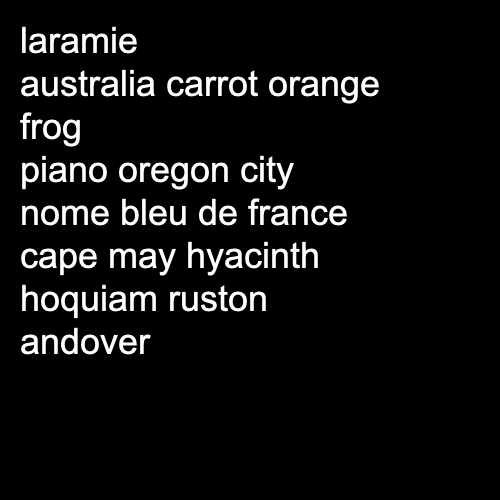 laramie
australia carrot orange
frog
piano oregon city
nome bleu de france
cape may hyacinth
hoquiam ruston
andover